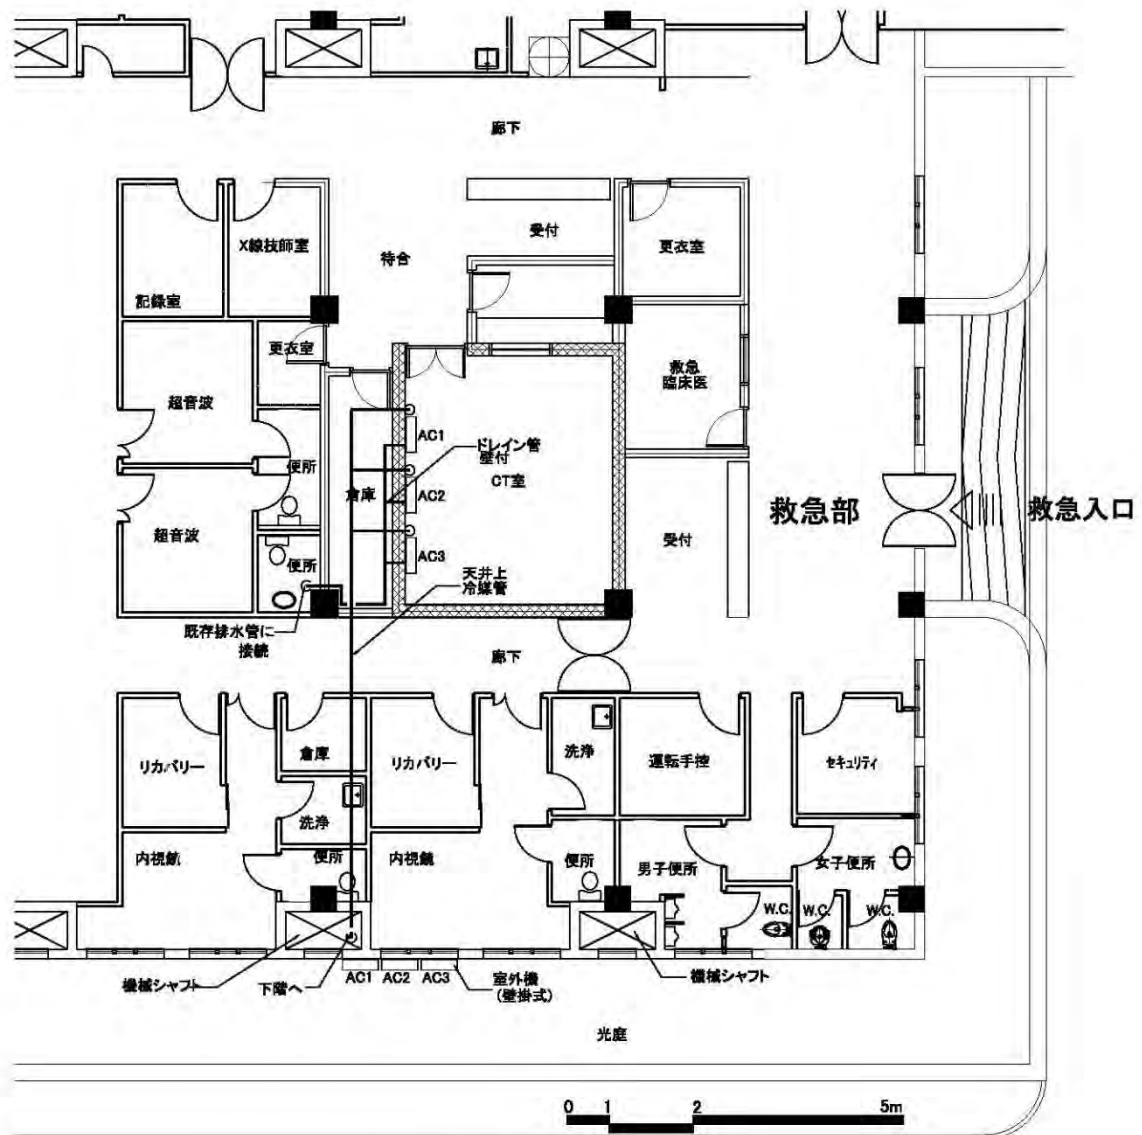 廊下
受付
X線技師室
待合
更衣室
記録室
更衣室
救急
臨床医
超音波
AC1
ドレイン管
壁付
便所
CT室
倉庫
AC2
救急部
救急入口
超音波
受付
AC3
便所
天井上
冷媒管
既存排水管に
接続
廊下
リカバリー
倉庫
リカバリー
洗浄
運転手控
セキュリティ
洗浄
内視鏡
便所
内視鏡
便所
男子便所
女子便所
W.C.
W.C.
W.C.
機械シャフト
下階へ
AC1
AC2
AC3
室外機
(壁掛式)
機械シャフト
光庭
0 1 2 5m